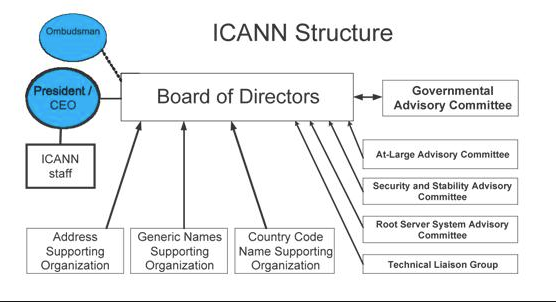 ICANN Structure
Ombudsman
President /
CEO
ICANN
staff
Board of Directors
Governmental
Advisory Committee
At-Large Advisory Committee
Security and Stability Advisory
Committee
Root Server System Advisory
Committee
Technical Liaison Group
Address
Supporting
Organization
Generic Names
Supporting
Organization
Country Code
Name Supporting
Organization